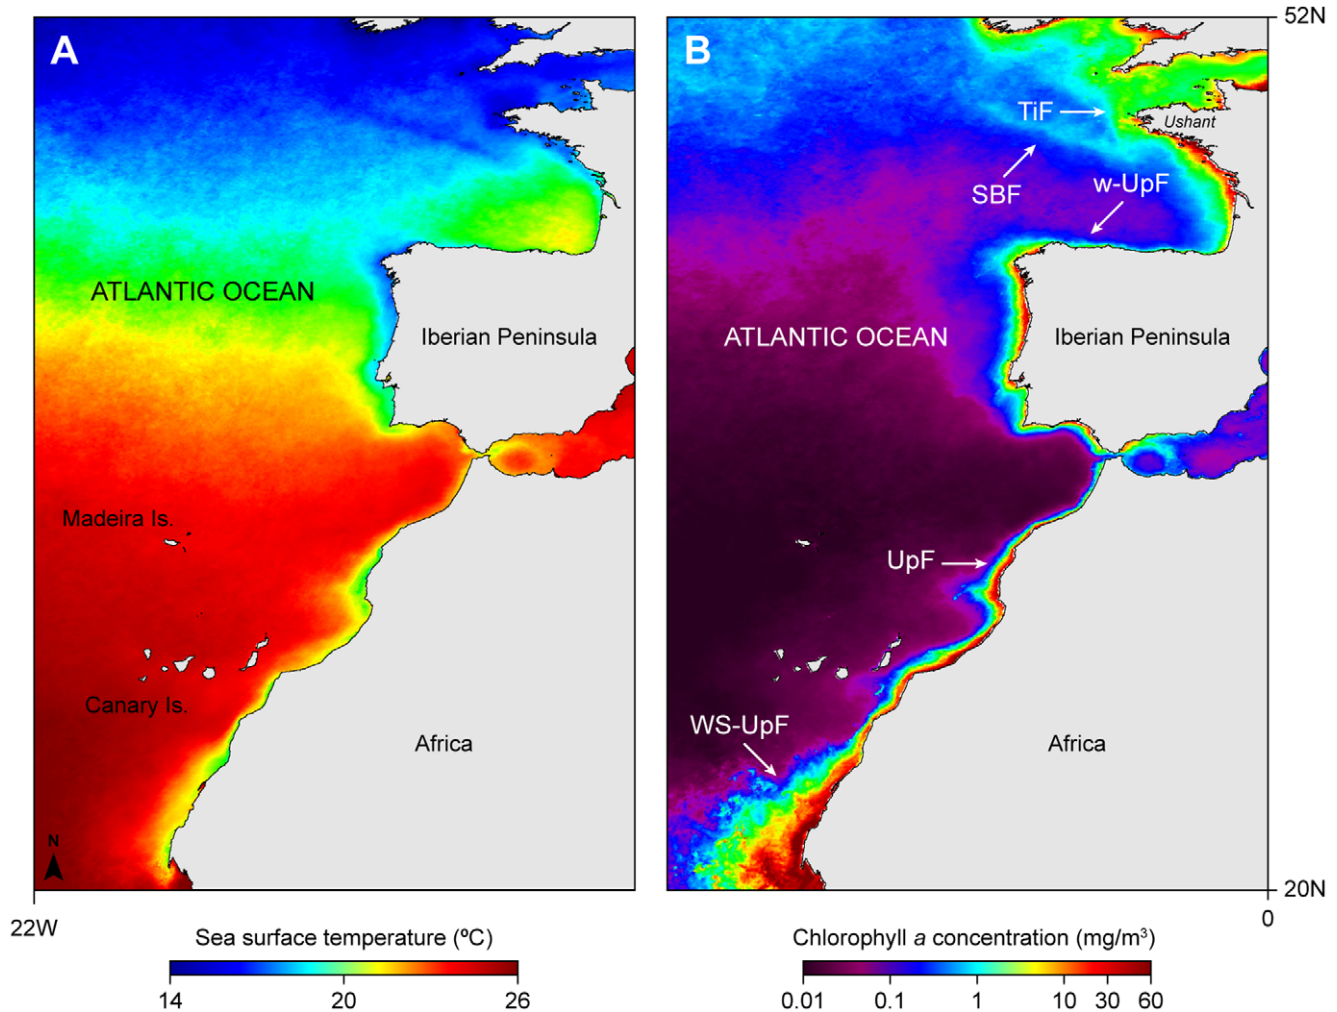 A
B
52N
TiF
Ushant
SBF
w-UpF
ATLANTIC OCEAN
Iberian Peninsula
ATLANTIC OCEAN
Iberian Peninsula
Madeira Is.
UpF
Canary Is.
WS-UpF
Africa
Africa
N
20N
22W
0
Sea surface temperature (ºC)
14 20 26
Chlorophyll a concentration (mg/m³)
0.01 0.1 1 10 30 60